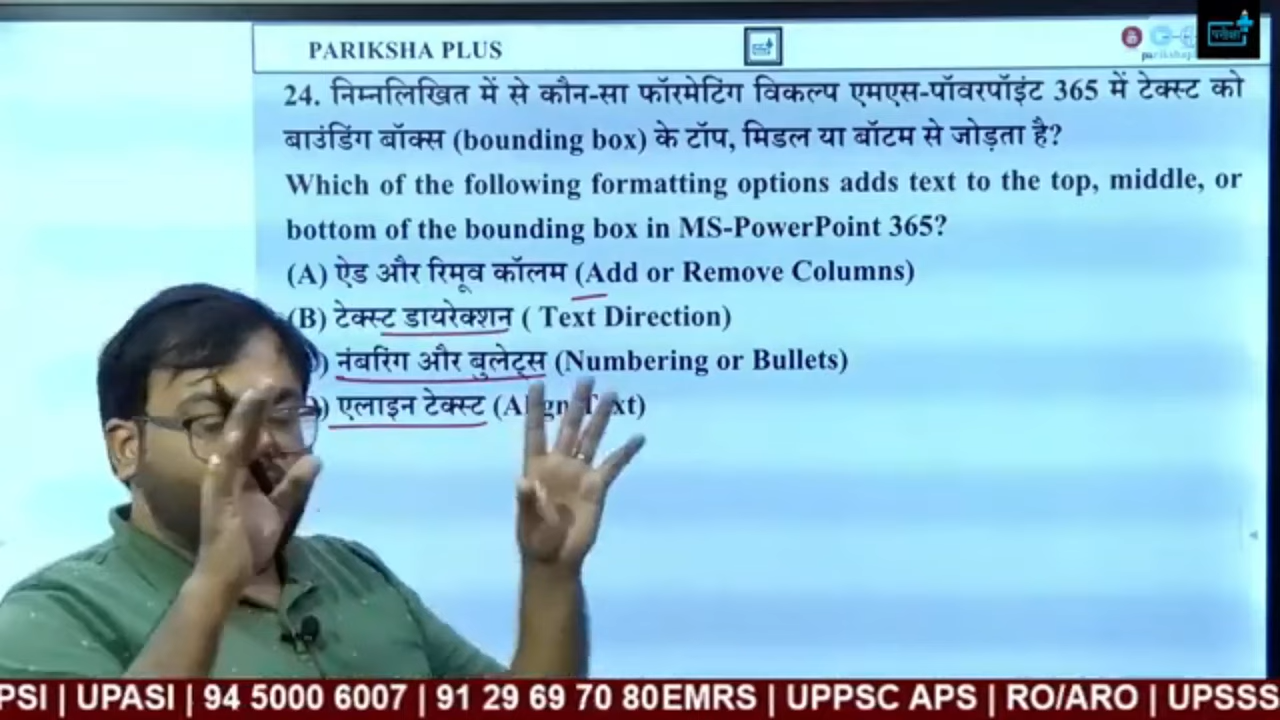 PARIKSHA PLUS
24. निम्नलिखित में से कौन-सा फॉरमेटिंग विकल्प एमएस-पॉवरपॉइंट 365 में टेक्स्ट को
बाउंडिंग बॉक्स (bounding box) के टॉप, मिडल या बॉटम से जोड़ता है?
Which of the following formatting options adds text to the top, middle, or
bottom of the bounding box in MS-PowerPoint 365?
(A) ऐड और रिमूव कॉलम (Add or Remove Columns)
(B) टेक्स्ट डायरेक्शन ( Text Direction)
नंबरिंग और बुलेट्स (Numbering or Bullets)
एलाइन टेक्स्ट (Align Text)
PSI | UPASI | 94 5000 6007 | 91 29 69 70 80EMRS | UPPSC APS | RO/ARO | UPSSS